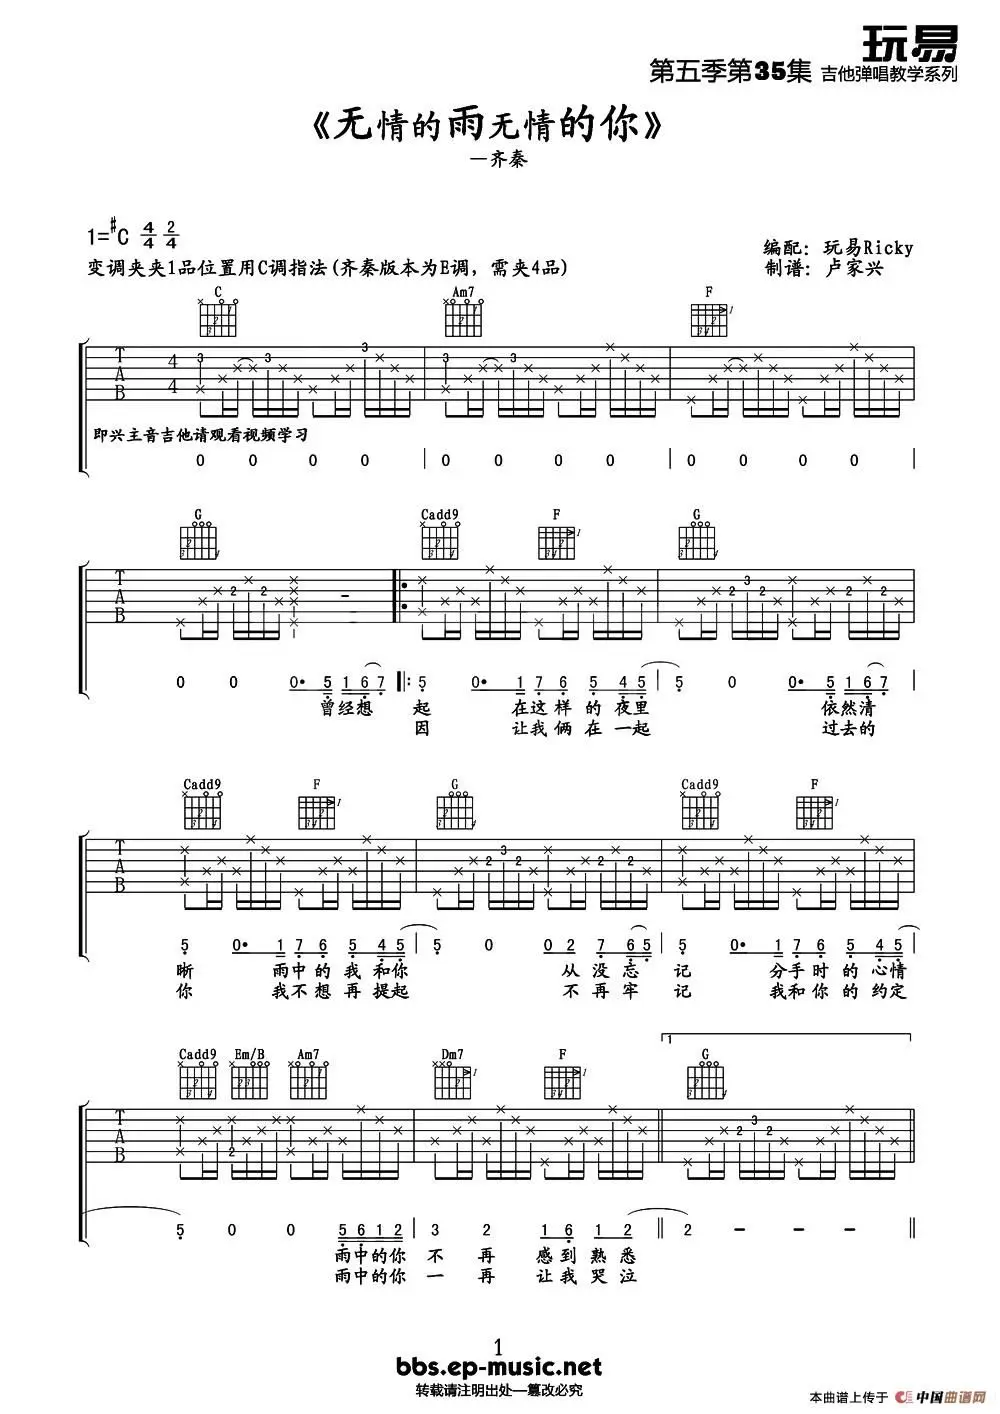 玩易
第五季第35集 吉他弹唱教学系列
《无情的雨无情的你》
—齐秦
1=#C 4/4 2/4
编配：玩易Ricky
变调夹夹1品位置用C调指法(齐秦版本为E调，需夹4品)
制谱：卢家兴
C Am7 F
即兴主音吉他请观看视频学习
0 0 0 0 | 0 0 0 0 | 0 0 0 0 |
G Cadd9 F G
0 0 0· 5 1 6 7 |: 5 0· 1 7 6 5 4 5 | 5 0 0· 5 1 6 7
曾经想 起 在这样的夜里 依然清
因 让我俩在一起 过去的
Cadd9 F G Cadd9 F
5 0· 1 7 6 5 4 5 | 5 0 0 0 2 7 6 5 | 5 0· 1 7 6 5 4 5 |
晰 雨中的我和你 从没忘记 分手时的心情
你 我不想再提起 不再牢记 我和你的约定
1
Cadd9 Em/B Am7 Dm7 F G
5 0 0 5 6 1 2 | 3 2 1 6 1 2 || 2 - - - ||
雨中的你 不再感到熟悉
雨中的你 一再让我哭泣
1
bbs.ep-music.net
转载请注明出处—篡改必究
本曲谱上传于 中国曲谱网